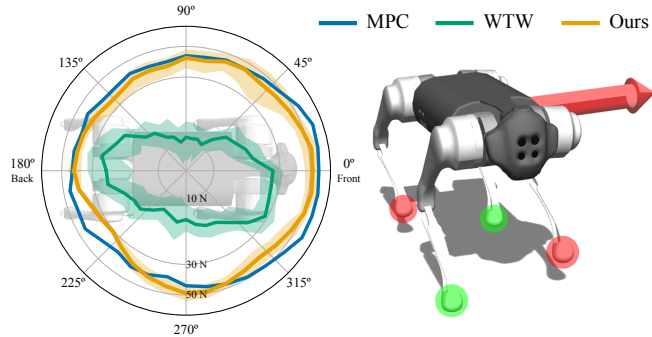 90º
MPC
WTW
Ours
135º
45º
180º
Back
0º
Front
10 N
30 N
50 N
225º
315º
270º